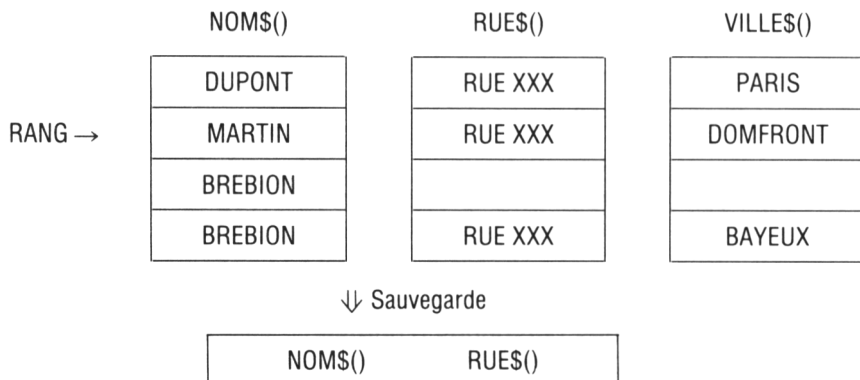 NOM$() RUE$() VILLE$()
DUPONT RUE XXX PARIS
RANG → MARTIN RUE XXX DOMFRONT
BREBION
BREBION RUE XXX BAYEUX
⇓ Sauvegarde
NOM$() RUE$()